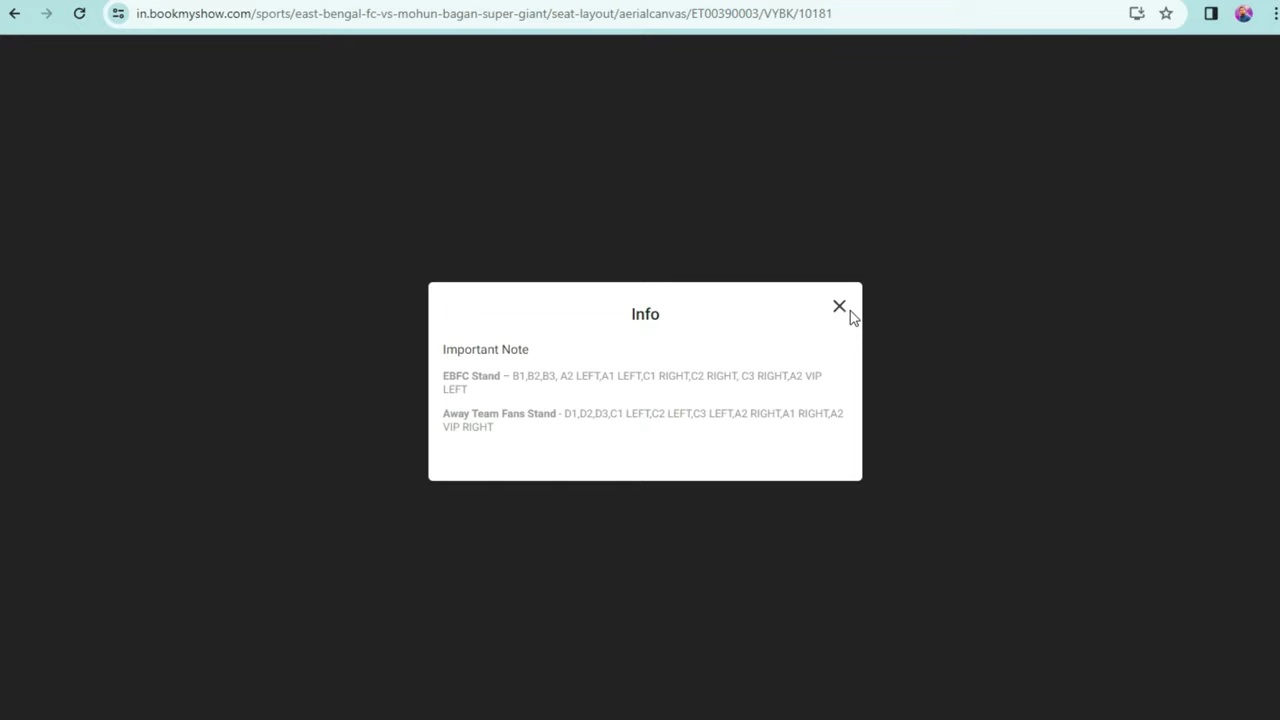 in.bookmyshow.com/sports/east-bengal-fc-vs-mohun-bagan-super-giant/seat-layout/aerialcanvas/ET00390003/VYBK/10181
Info
Important Note
EBFC Stand – B1,B2,B3, A2 LEFT,A1 LEFT,C1 RIGHT,C2 RIGHT, C3 RIGHT,A2 VIP
LEFT
Away Team Fans Stand - D1,D2,D3,C1 LEFT,C2 LEFT,C3 LEFT,A2 RIGHT,A1 RIGHT,A2
VIP RIGHT